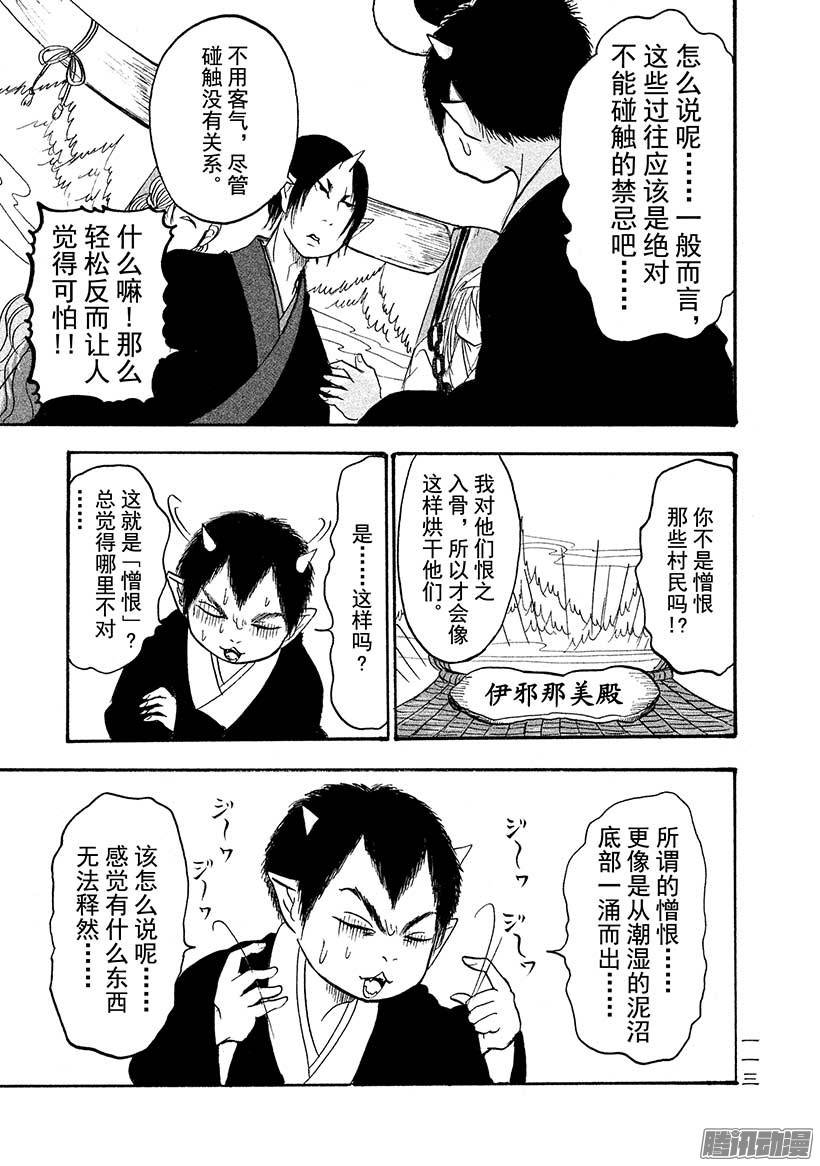 怎么说呢……一般而言，
这些过往应该是绝对
不能碰触的禁忌吧……
不用客气，尽管
碰触没有关系。
什么嘛！那么
轻松反而让人
觉得可怕!!
你不是憎恨
那些村民吗!?
我对他们恨之
入骨，所以才会像
这样烘干他们。
伊邪那美殿
是……这样吗？
这就是「憎恨」？
总觉得哪里不对
……
所谓的憎恨……
更像是从潮湿的泥沼
底部一涌而出……
ジ〜ワ
ジ〜ワ
ジ〜ワ
该怎么说呢……
感觉有什么东西
无法释然……
一一三
腾讯动漫